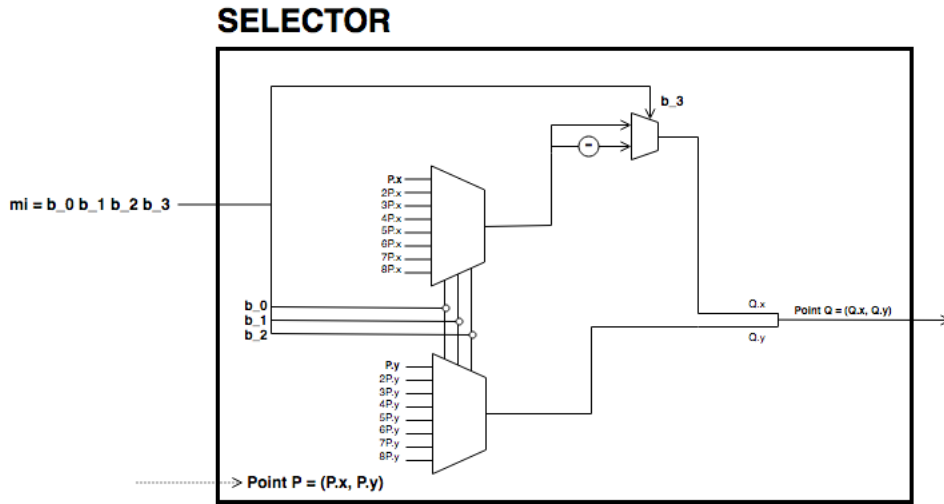 SELECTOR
b_3
mi = b_0 b_1 b_2 b_3
P.x
2P.x
3P.x
4P.x
5P.x
6P.x
7P.x
8P.x
b_0
b_1
b_2
Q.x
Point Q = (Q.x, Q.y)
Q.y
P.y
2P.y
3P.y
4P.y
5P.y
6P.y
7P.y
8P.y
Point P = (P.x, P.y)